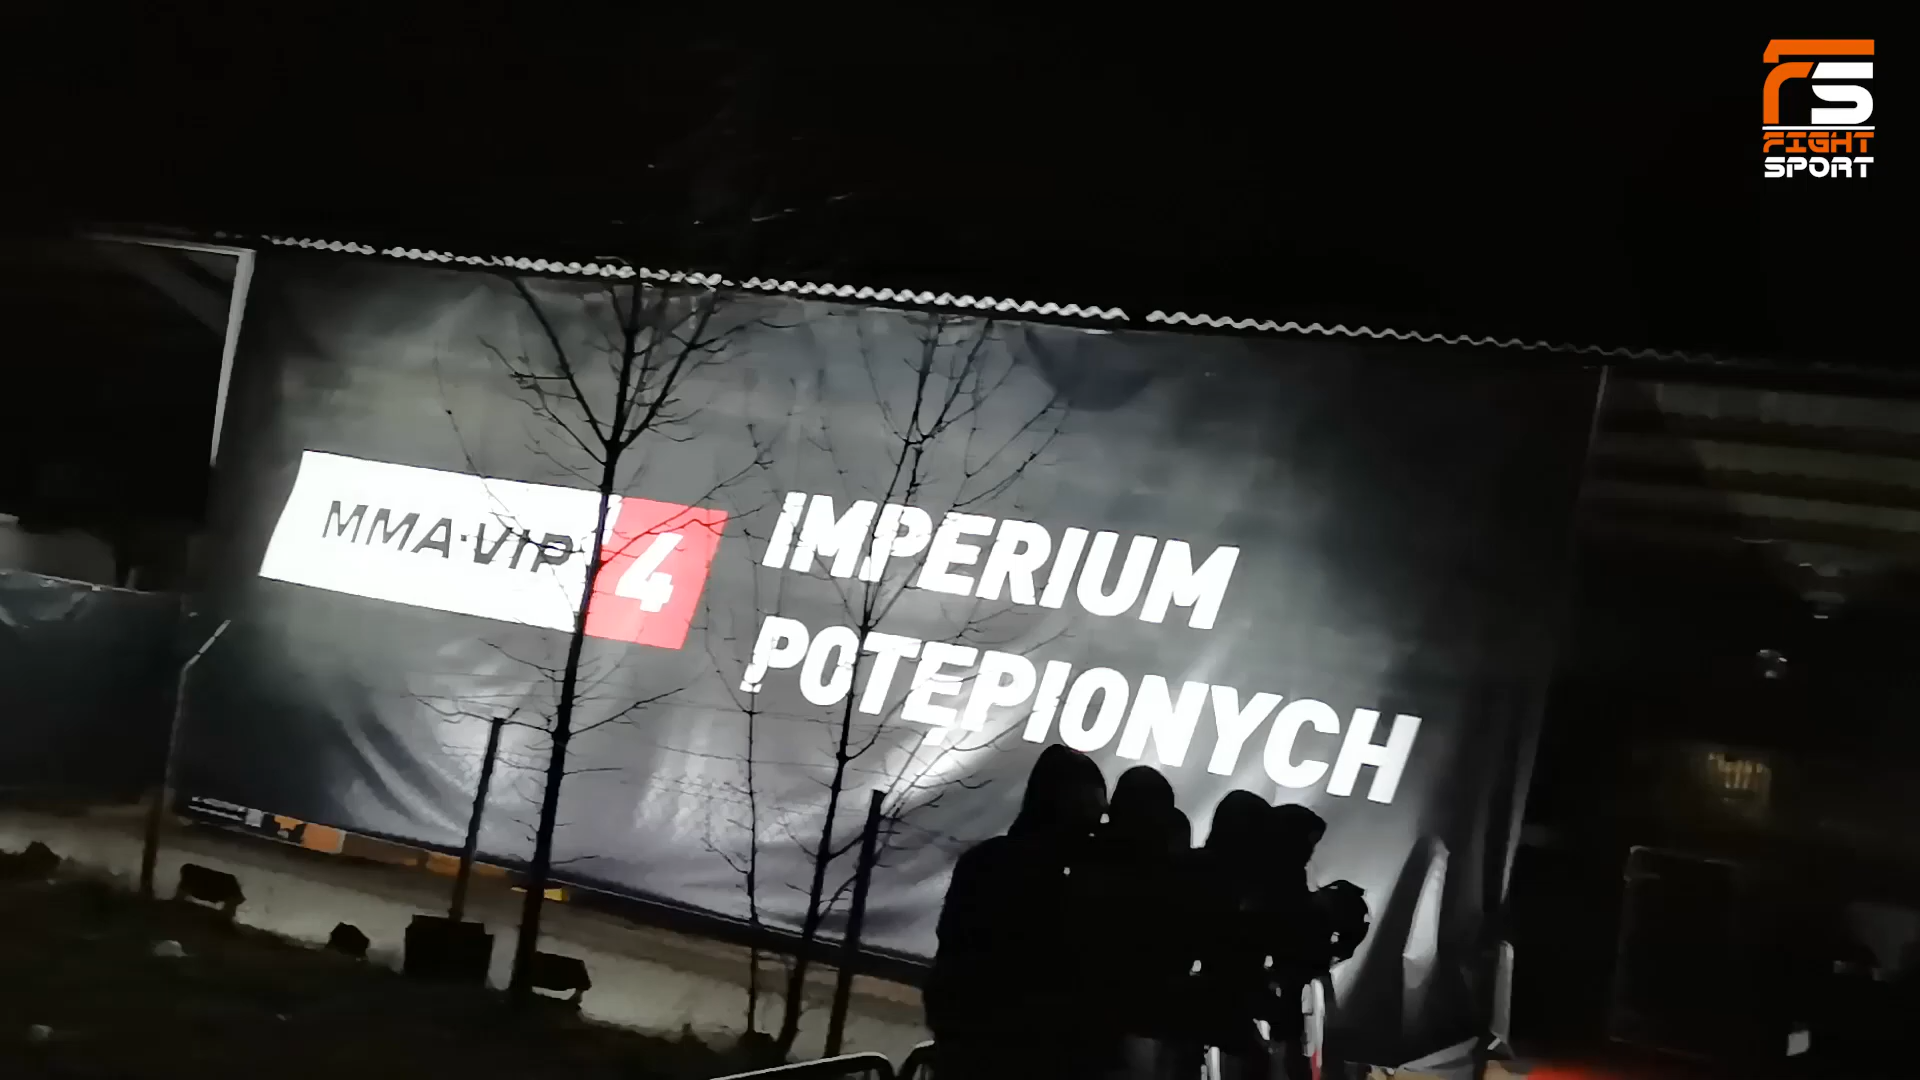 FS
FIGHT
SPORT
MMA·VIP 4
IMPERIUM
POTĘPIONYCH